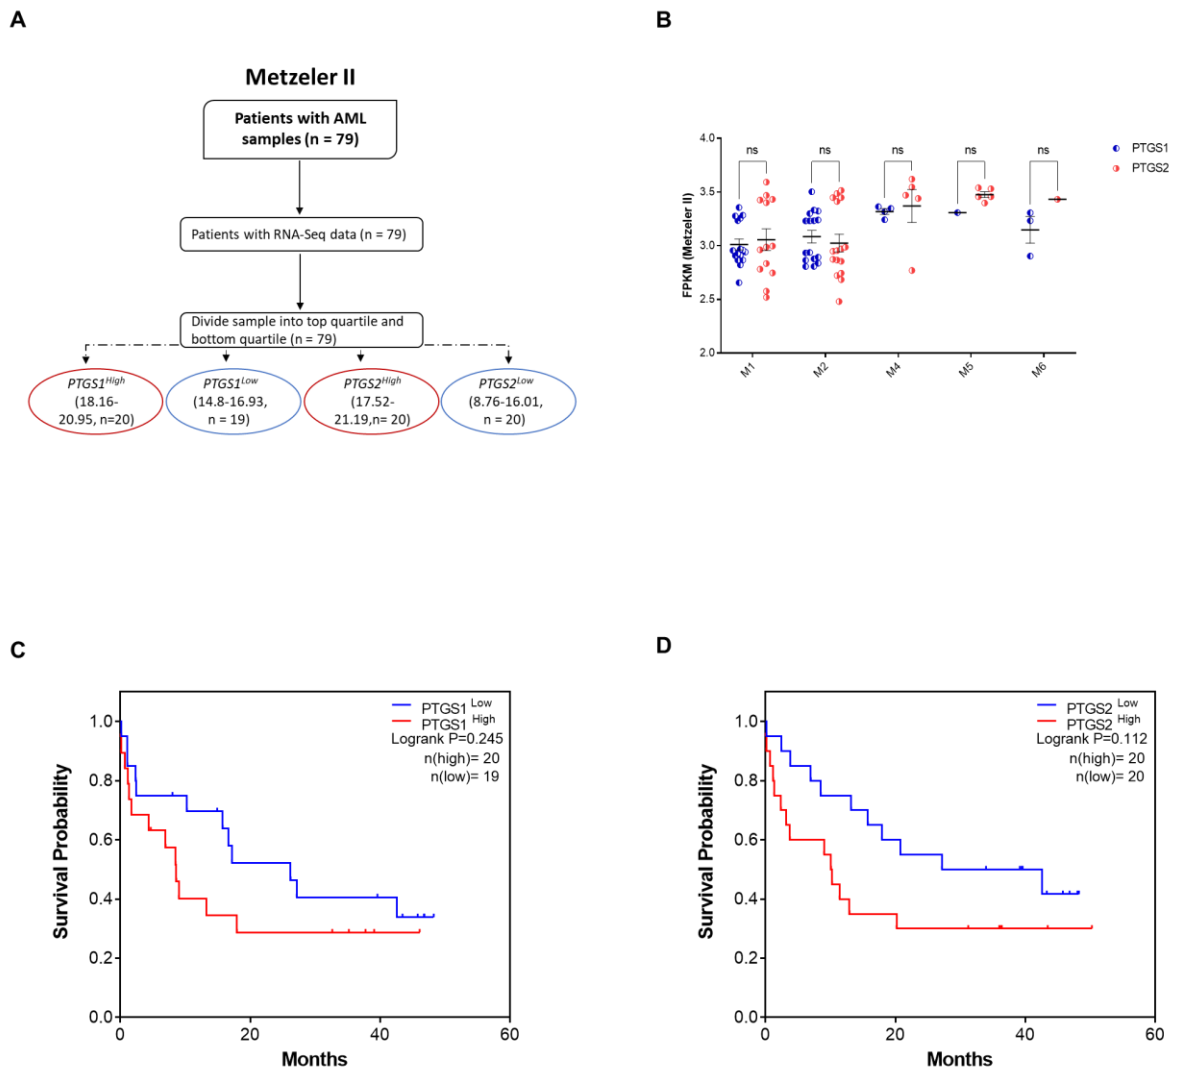 A
Metzeler II
Patients with AML
samples (n = 79)
Patients with RNA-Seq data (n = 79)
Divide sample into top quartile and
bottom quartile (n = 79)
PTGS1High
(18.16-
20.95, n=20)
PTGS1Low
(14.8-16.93,
n = 19)
PTGS2High
(17.52-
21.19,n= 20)
PTGS2Low
(8.76-16.01,
n = 20)
B
FPKM (Metzeler II)
4.0
3.5
3.0
2.5
2.0
ns
ns
ns
ns
ns
M1
M2
M4
M5
M6
PTGS1
PTGS2
C
Survival Probability
1.0
0.8
0.6
0.4
0.2
0.0
0
20
40
60
Months
PTGS1 Low
PTGS1 High
Logrank P=0.245
n(high)= 20
n(low)= 19
D
Survival Probability
1.0
0.8
0.6
0.4
0.2
0.0
0
20
40
60
Months
PTGS2 Low
PTGS2 High
Logrank P=0.112
n(high)= 20
n(low)= 20